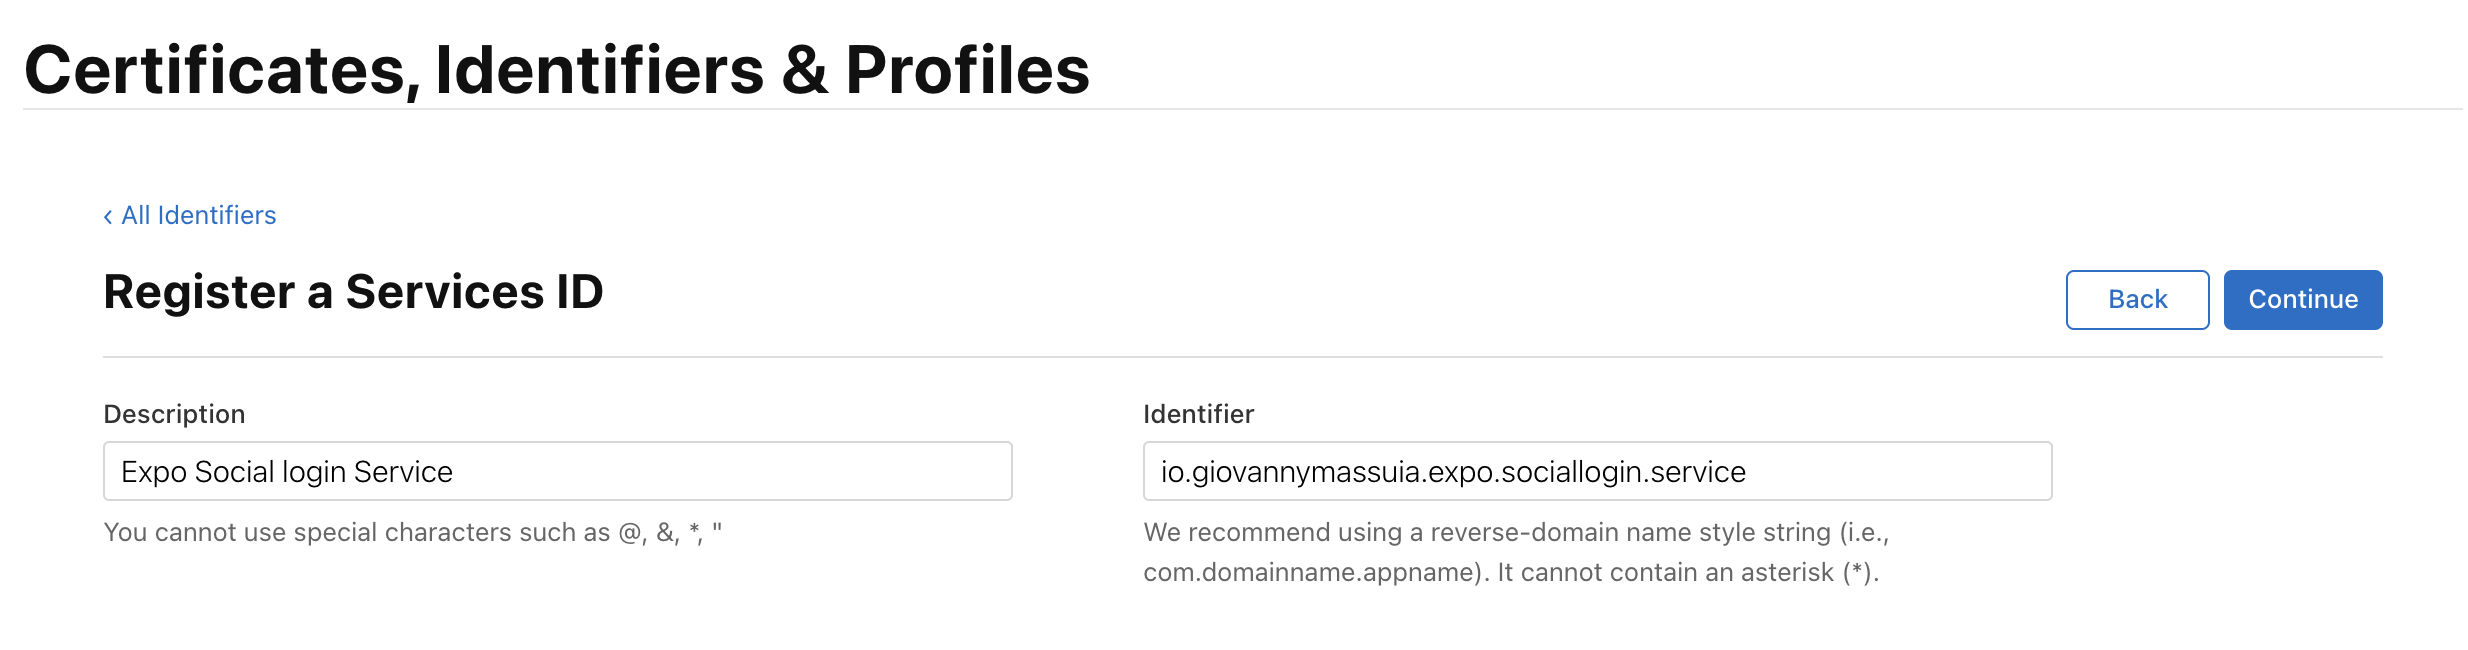 Certificates, Identifiers & Profiles
‹ All Identifiers
Register a Services ID
Back
Continue
Description
Identifier
Expo Social login Service
io.giovannymassuia.expo.sociallogin.service
You cannot use special characters such as @, &, *, "
We recommend using a reverse-domain name style string (i.e.,
com.domainname.appname). It cannot contain an asterisk (*).